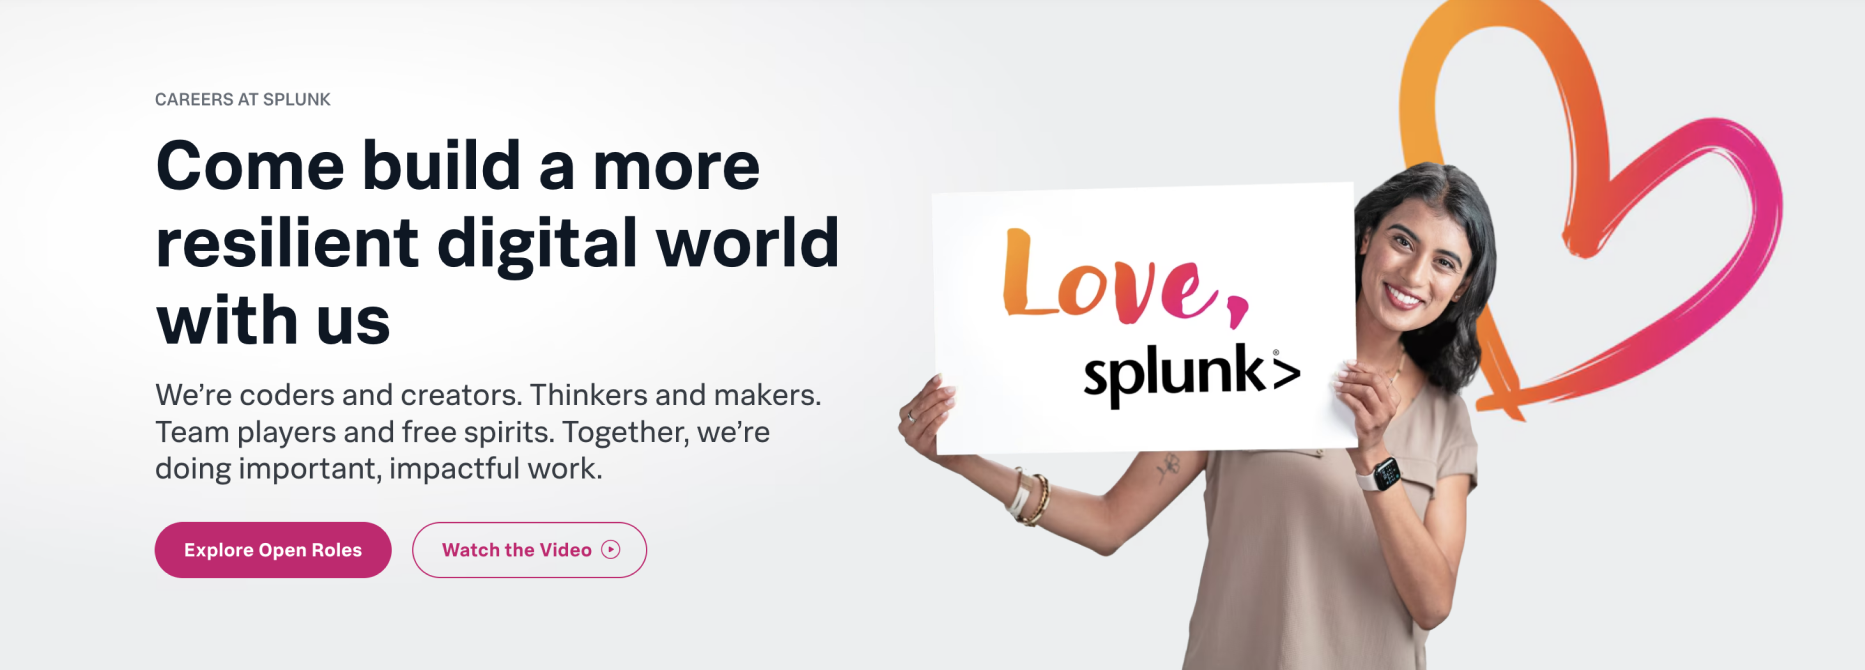 CAREERS AT SPLUNK
Come build a more
resilient digital world
with us
We’re coders and creators. Thinkers and makers.
Team players and free spirits. Together, we’re
doing important, impactful work.
Explore Open Roles
Watch the Video
Love,
splunk>®